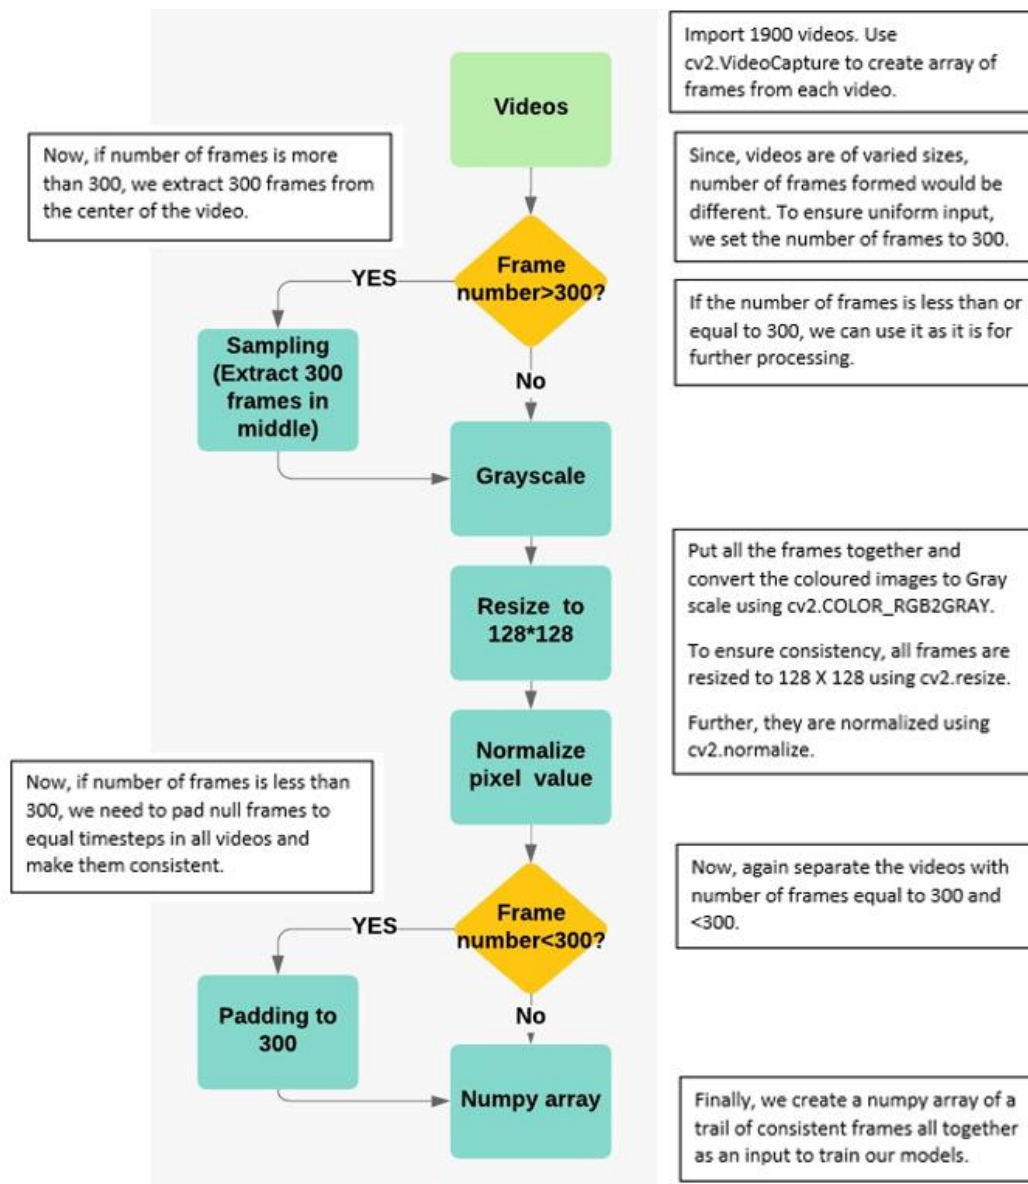 Import 1900 videos. Use
cv2.VideoCapture to create array of
frames from each video.
Videos
Now, if number of frames is more
than 300, we extract 300 frames from
the center of the video.
Since, videos are of varied sizes,
number of frames formed would be
different. To ensure uniform input,
we set the number of frames to 300.
YES
Frame
number>300?
If the number of frames is less than or
equal to 300, we can use it as it is for
further processing.
Sampling
(Extract 300
frames in
middle)
No
Grayscale
Put all the frames together and
convert the coloured images to Gray
scale using cv2.COLOR_RGB2GRAY.
To ensure consistency, all frames are
resized to 128 X 128 using cv2.resize.
Further, they are normalized using
cv2.normalize.
Resize to
128*128
Normalize
pixel value
Now, if number of frames is less than
300, we need to pad null frames to
equal timesteps in all videos and
make them consistent.
Now, again separate the videos with
number of frames equal to 300 and
<300.
YES
Frame
number<300?
Padding to
300
No
Numpy array
Finally, we create a numpy array of a
trail of consistent frames all together
as an input to train our models.